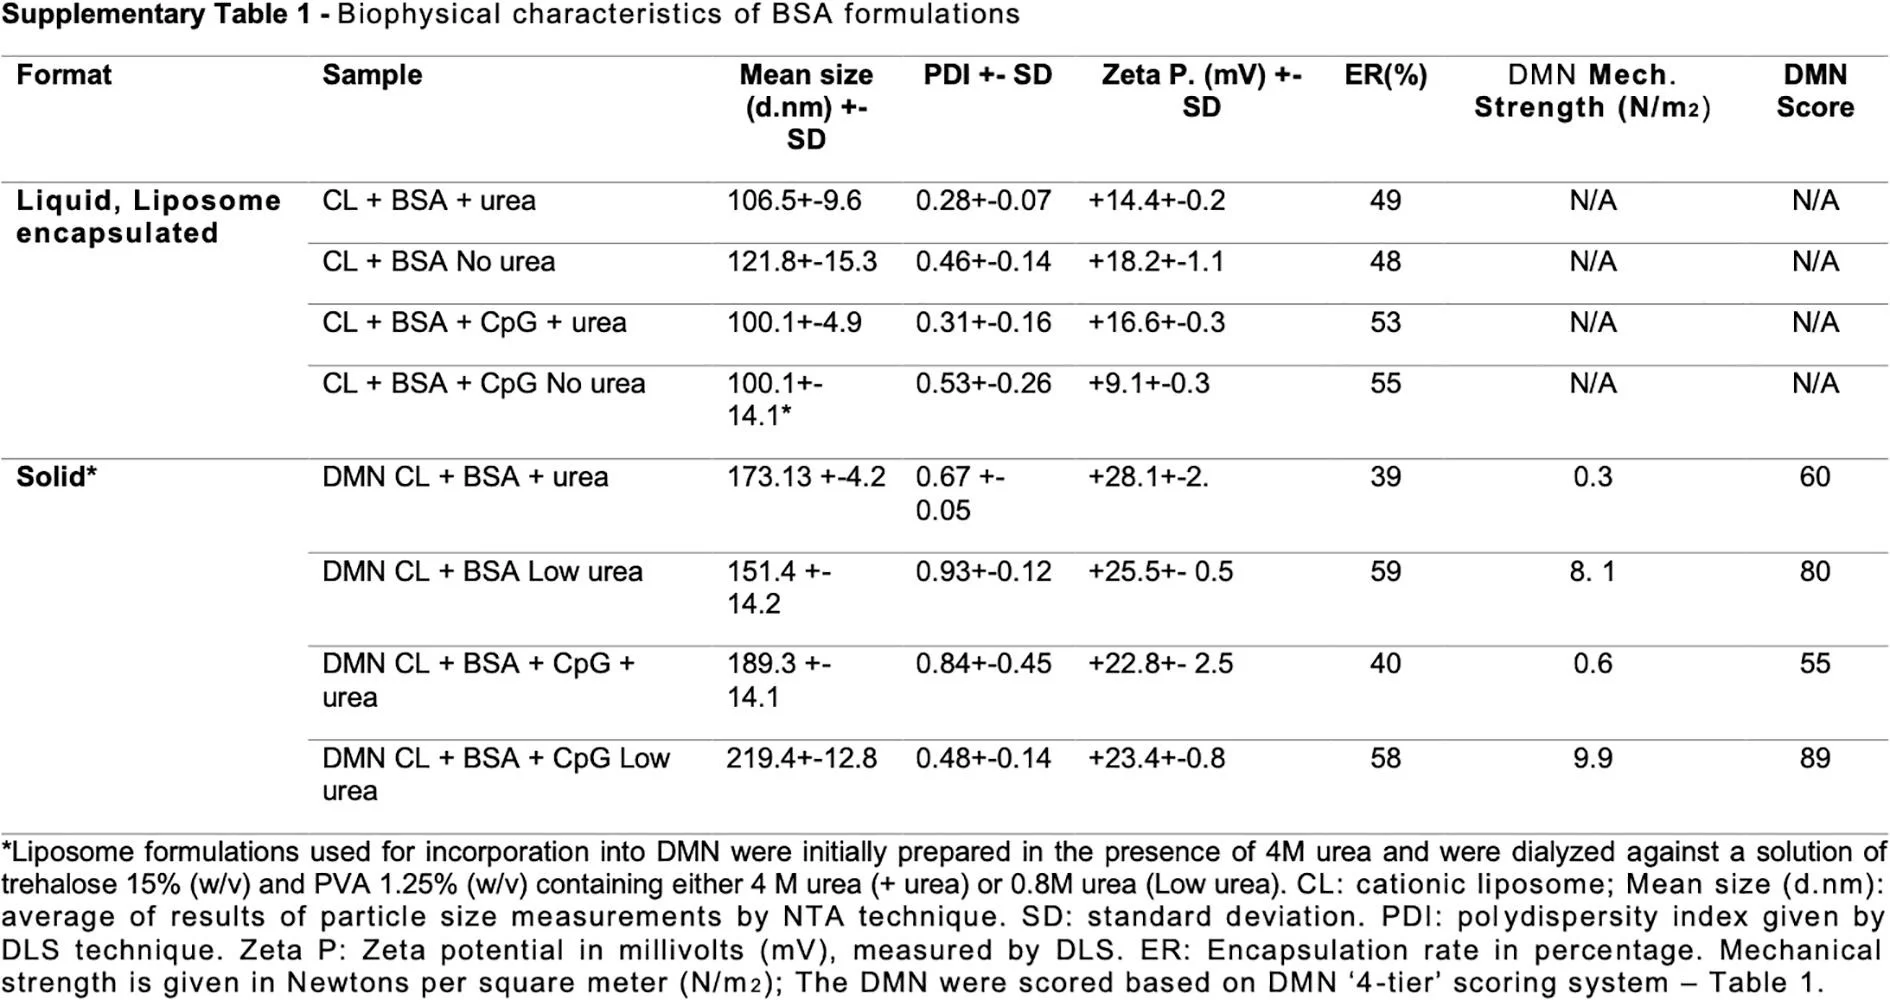 Supplementary Table 1 - Biophysical characteristics of BSA formulations
Format Sample Mean size PDI +- SD Zeta P. (mV) +- ER(%) DMN Mech. DMN
(d.nm) +- SD Strength (N/m2) Score
SD
Liquid, Liposome CL + BSA + urea 106.5+-9.6 0.28+-0.07 +14.4+-0.2 49 N/A N/A
encapsulated
CL + BSA No urea 121.8+-15.3 0.46+-0.14 +18.2+-1.1 48 N/A N/A
CL + BSA + CpG + urea 100.1+-4.9 0.31+-0.16 +16.6+-0.3 53 N/A N/A
CL + BSA + CpG No urea 100.1+- 0.53+-0.26 +9.1+-0.3 55 N/A N/A
14.1*
Solid* DMN CL + BSA + urea 173.13 +-4.2 0.67 +- +28.1+-2. 39 0.3 60
0.05
DMN CL + BSA Low urea 151.4 +- 0.93+-0.12 +25.5+- 0.5 59 8. 1 80
14.2
DMN CL + BSA + CpG + 189.3 +- 0.84+-0.45 +22.8+- 2.5 40 0.6 55
urea 14.1
DMN CL + BSA + CpG Low 219.4+-12.8 0.48+-0.14 +23.4+-0.8 58 9.9 89
urea
*Liposome formulations used for incorporation into DMN were initially prepared in the presence of 4M urea and were dialyzed against a solution of
trehalose 15% (w/v) and PVA 1.25% (w/v) containing either 4 M urea (+ urea) or 0.8M urea (Low urea). CL: cationic liposome; Mean size (d.nm):
average of results of particle size measurements by NTA technique. SD: standard deviation. PDI: polydispersity index given by
DLS technique. Zeta P: Zeta potential in millivolts (mV), measured by DLS. ER: Encapsulation rate in percentage. Mechanical
strength is given in Newtons per square meter (N/m2); The DMN were scored based on DMN ‘4-tier’ scoring system – Table 1.